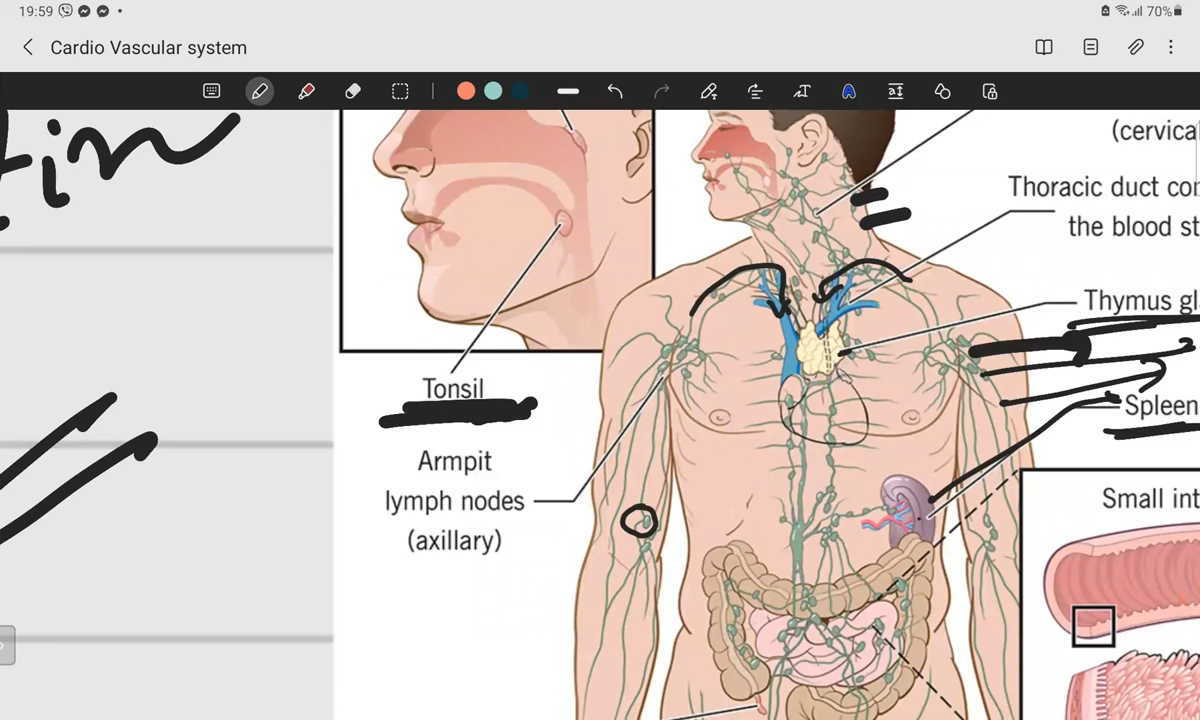 19:59
70%
Cardio Vascular system
(cervica
Thoracic duct co
the blood st
Thymus gl
Tonsil
Spleen
Armpit
lymph nodes
(axillary)
Small int